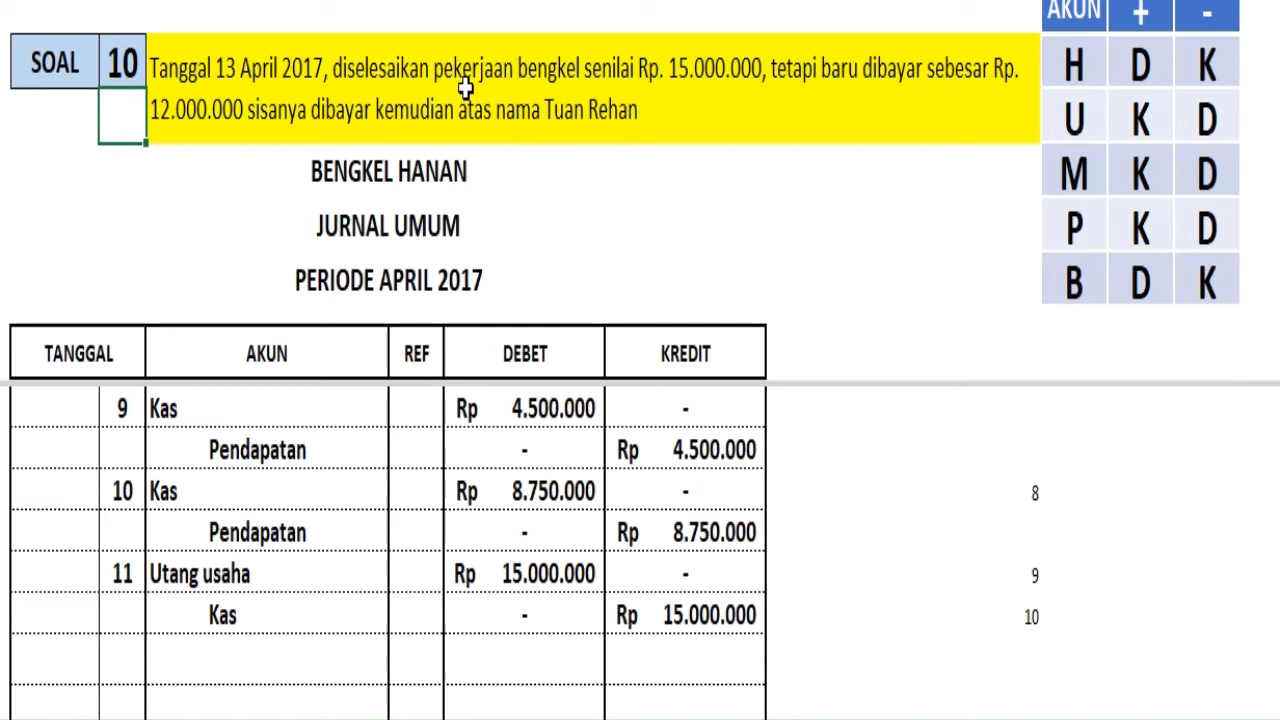 AKUN + -
SOAL 10 Tanggal 13 April 2017, diselesaikan pekerjaan bengkel senilai Rp. 15.000.000, tetapi baru dibayar sebesar Rp.
12.000.000 sisanya dibayar kemudian atas nama Tuan Rehan
H D K
U K D
M K D
P K D
B D K
BENGKEL HANAN
JURNAL UMUM
PERIODE APRIL 2017
TANGGAL AKUN REF DEBET KREDIT
9 Kas Rp 4.500.000 -
Pendapatan - Rp 4.500.000
10 Kas Rp 8.750.000 - 8
Pendapatan - Rp 8.750.000
11 Utang usaha Rp 15.000.000 - 9
Kas - Rp 15.000.000 10